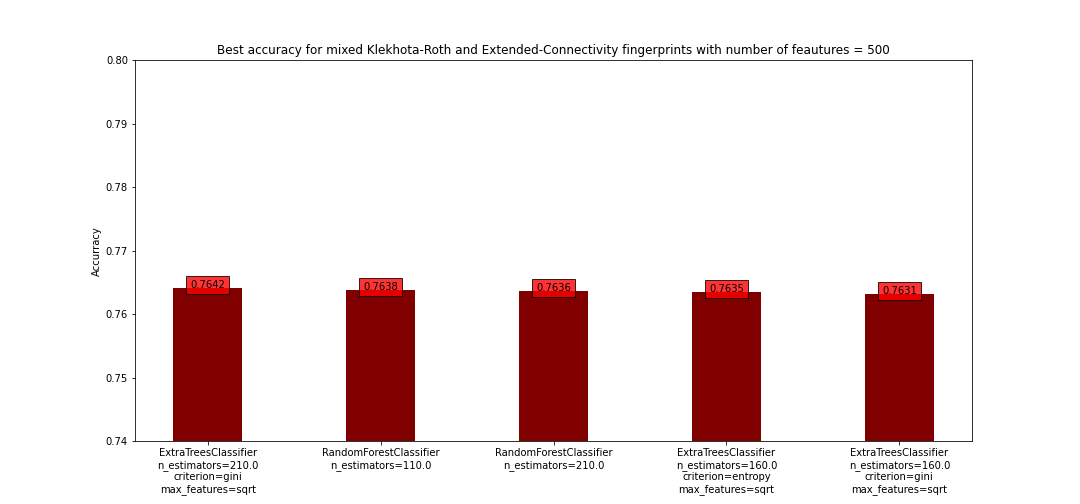 Best accuracy for mixed Klekhota-Roth and Extended-Connectivity fingerprints with number of feautures = 500
0.80
0.79
0.78
0.77
0.76
0.75
0.74
Accurracy
0.7642
0.7638
0.7636
0.7635
0.7631
ExtraTreesClassifier
n_estimators=210.0
criterion=gini
max_features=sqrt
RandomForestClassifier
n_estimators=110.0
RandomForestClassifier
n_estimators=210.0
ExtraTreesClassifier
n_estimators=160.0
criterion=entropy
max_features=sqrt
ExtraTreesClassifier
n_estimators=160.0
criterion=gini
max_features=sqrt